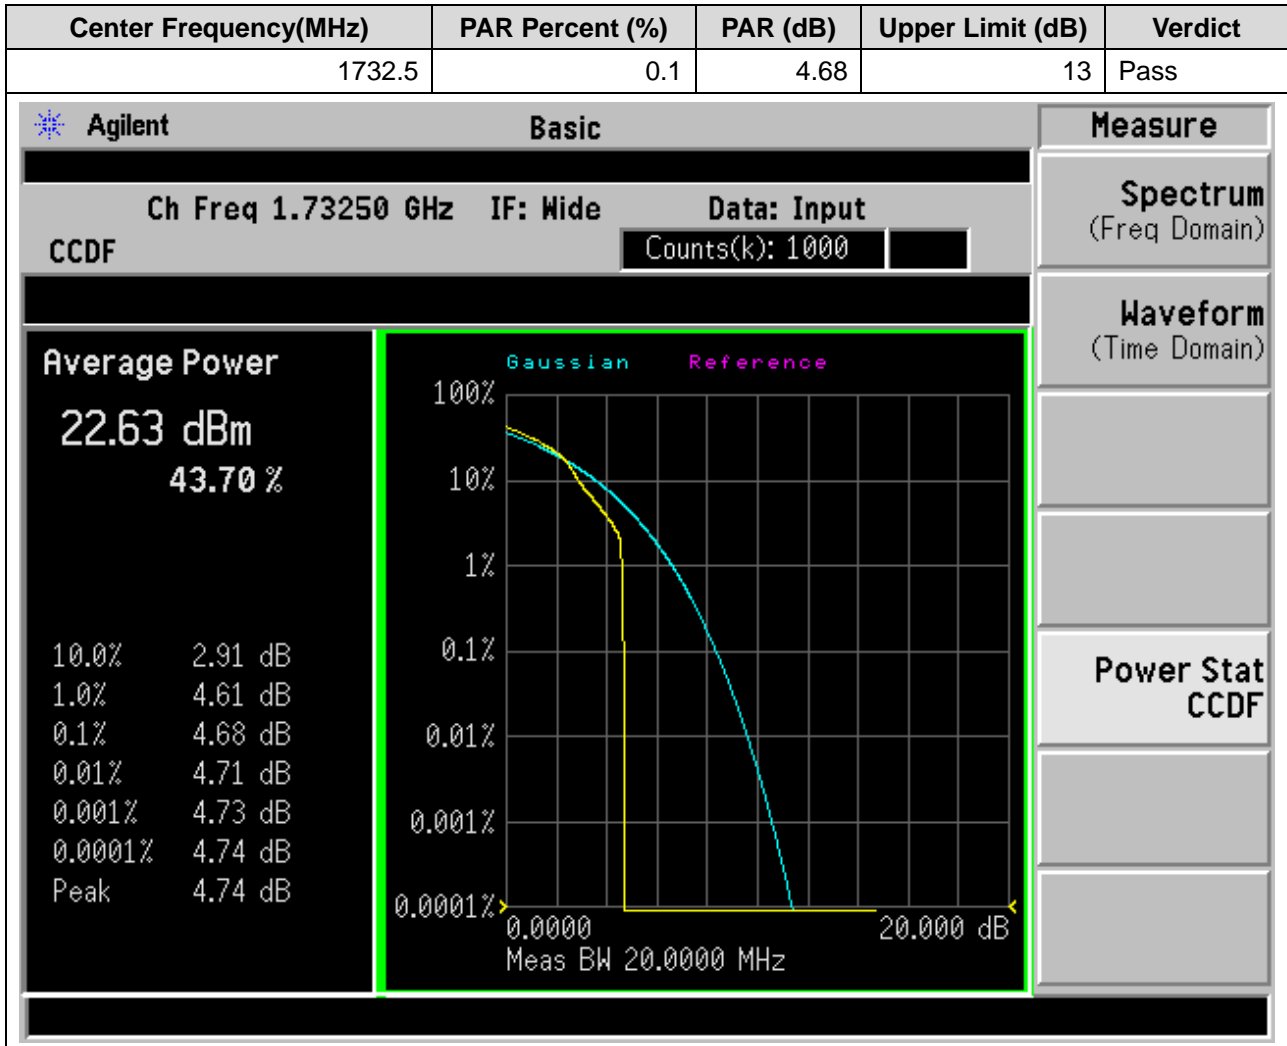 Center Frequency(MHz) PAR Percent (%) PAR (dB) Upper Limit (dB) Verdict
1732.5 0.1 4.68 13 Pass
Agilent Basic Measure
Ch Freq 1.73250 GHz IF: Wide Data: Input
CCDF Counts(k): 1000
Spectrum
(Freq Domain)
Waveform
(Time Domain)
Power Stat
CCDF
Average Power
22.63 dBm
43.70 %
10.0% 2.91 dB
1.0% 4.61 dB
0.1% 4.68 dB
0.01% 4.71 dB
0.001% 4.73 dB
0.0001% 4.74 dB
Peak 4.74 dB
Gaussian Reference
100%
10%
1%
0.1%
0.01%
0.001%
0.0001%
0.0000 20.000 dB
Meas BW 20.0000 MHz